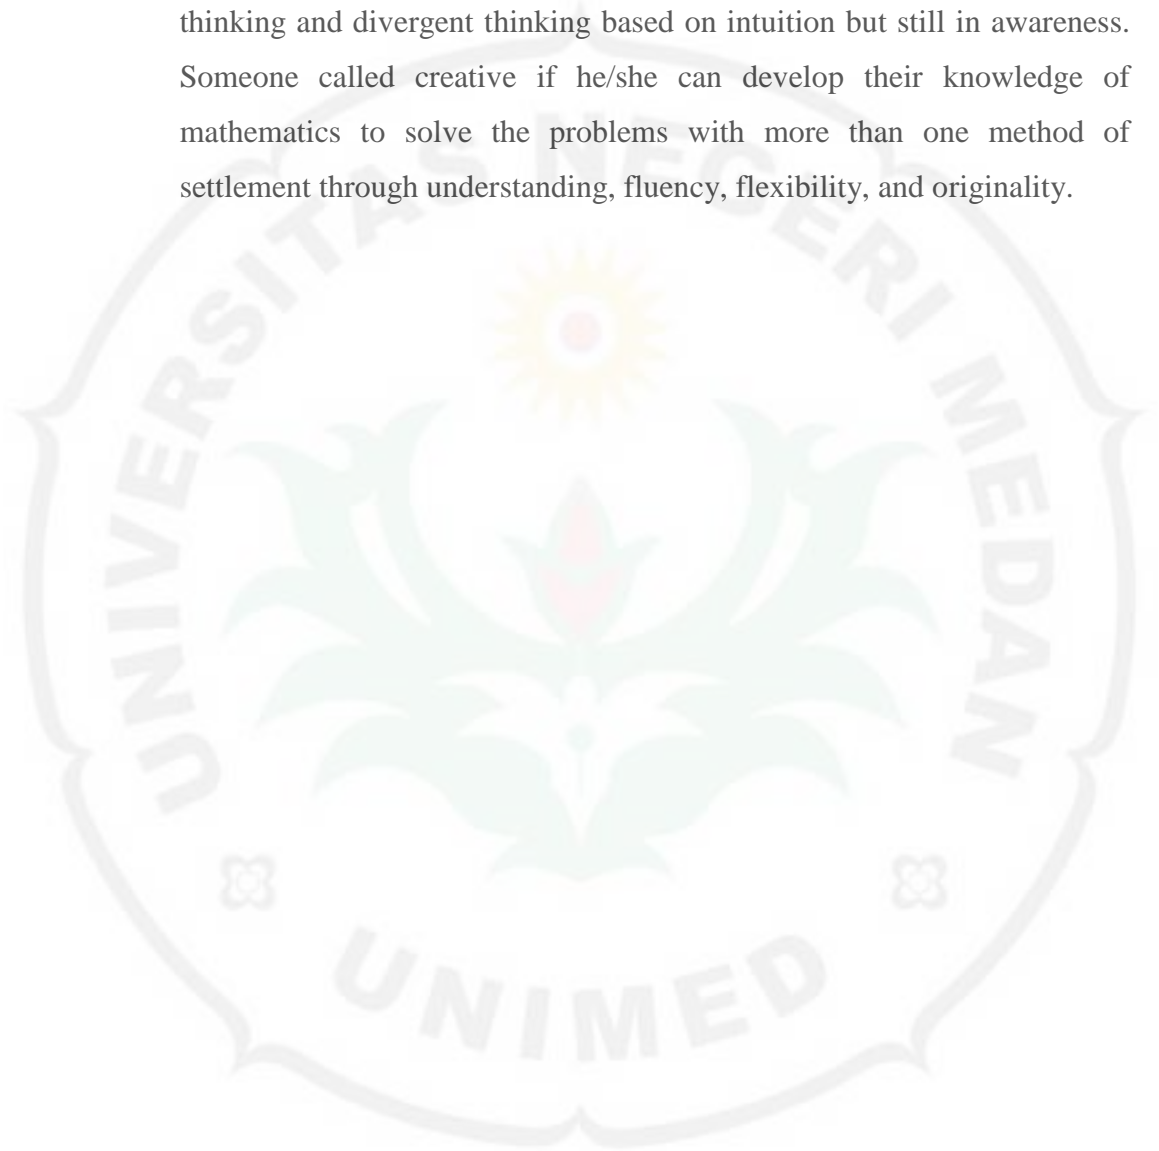 thinking and divergent thinking based on intuition but still in awareness.
Someone called creative if he/she can develop their knowledge of
mathematics to solve the problems with more than one method of
settlement through understanding, fluency, flexibility, and originality.
UNIVERSITAS NEGERI MEDAN
UNIMED